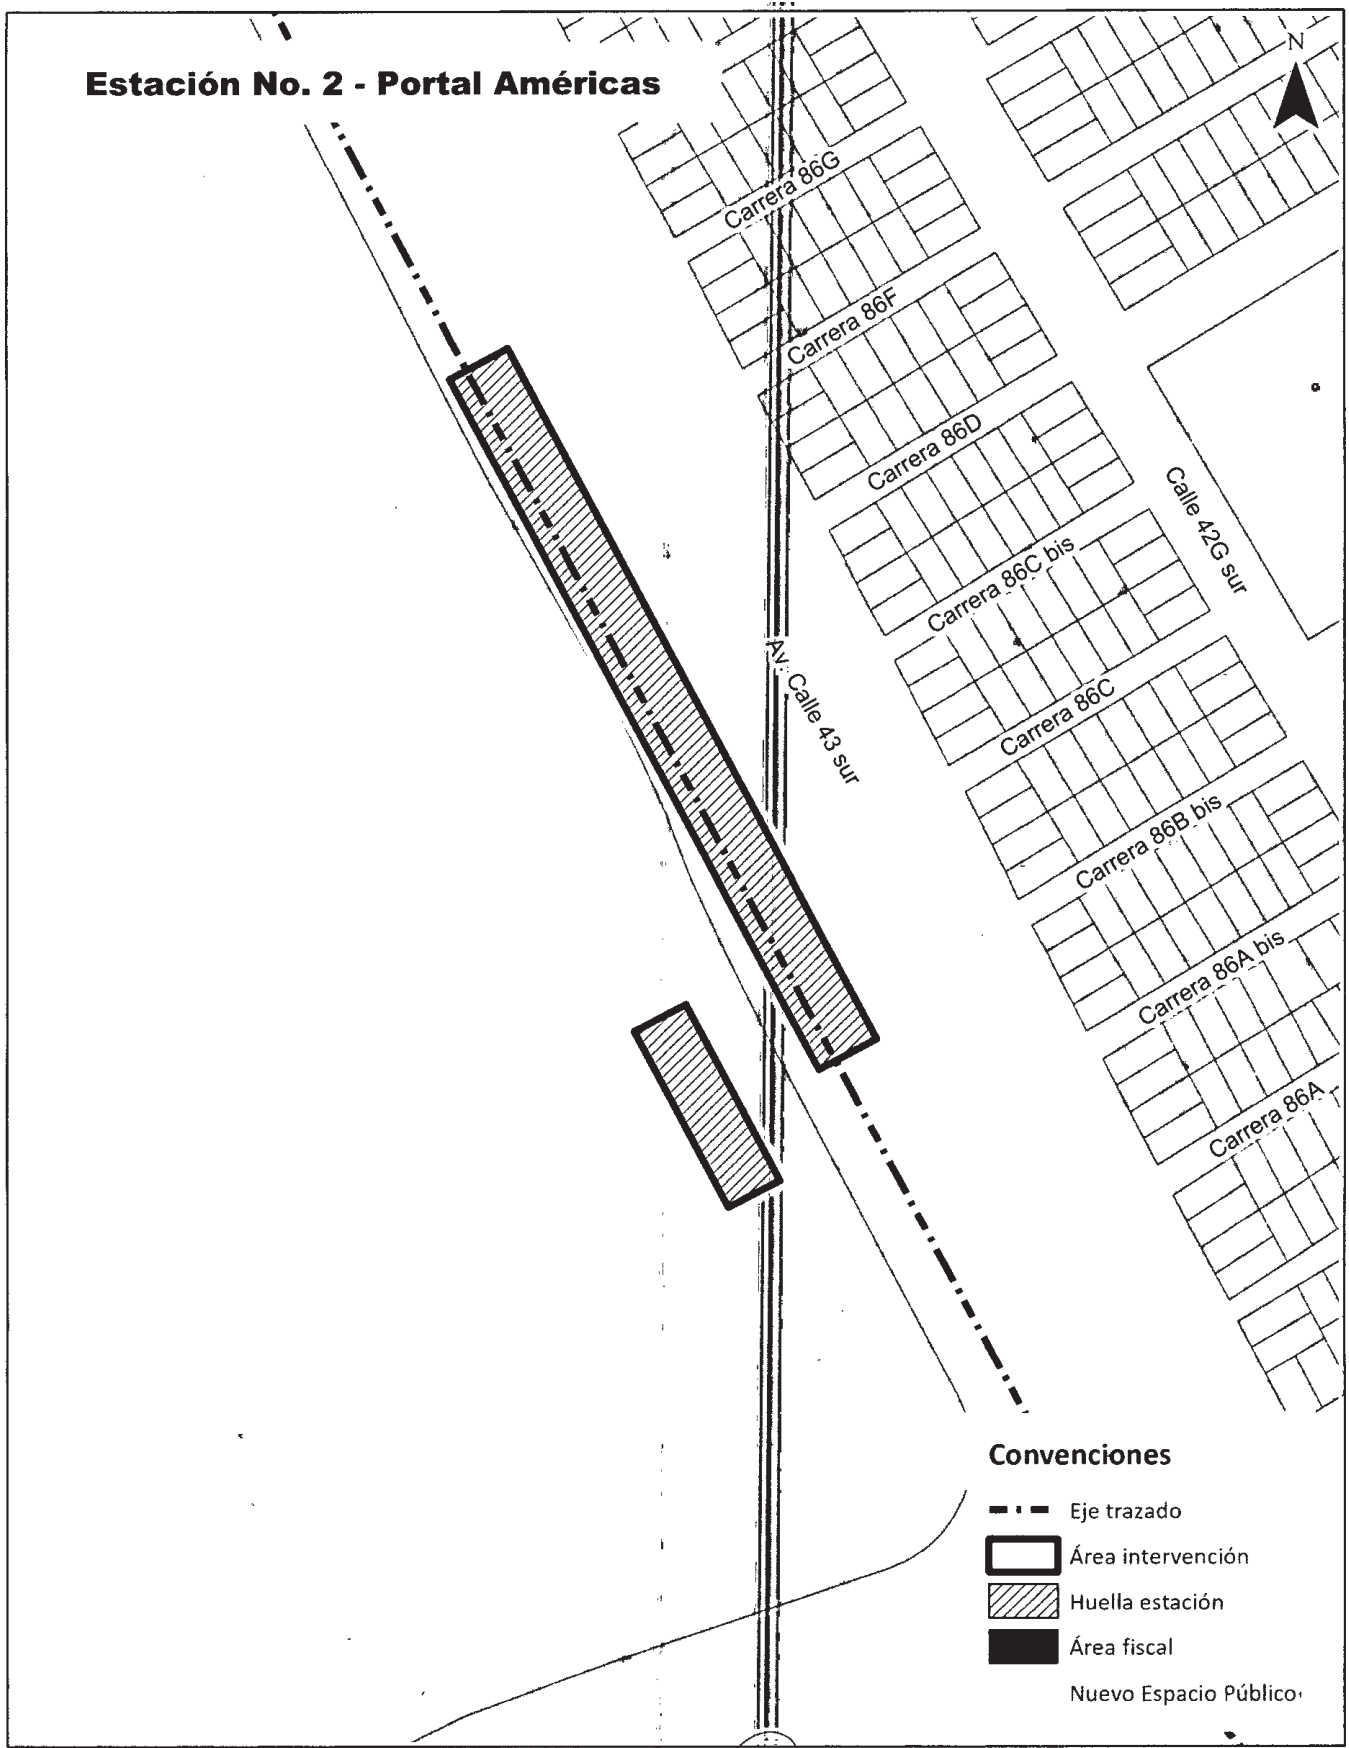 Estación No. 2 - Portal Américas
N
Carrera 86G
Carrera 86F
Carrera 86D
Calle 42G sur
Carrera 86C bis
Av. Calle 43 sur
Carrera 86C
Carrera 86B bis
Carrera 86A bis
Carrera 86A
Convenciones
Eje trazado
Área intervención
Huella estación
Área fiscal
Nuevo Espacio Público